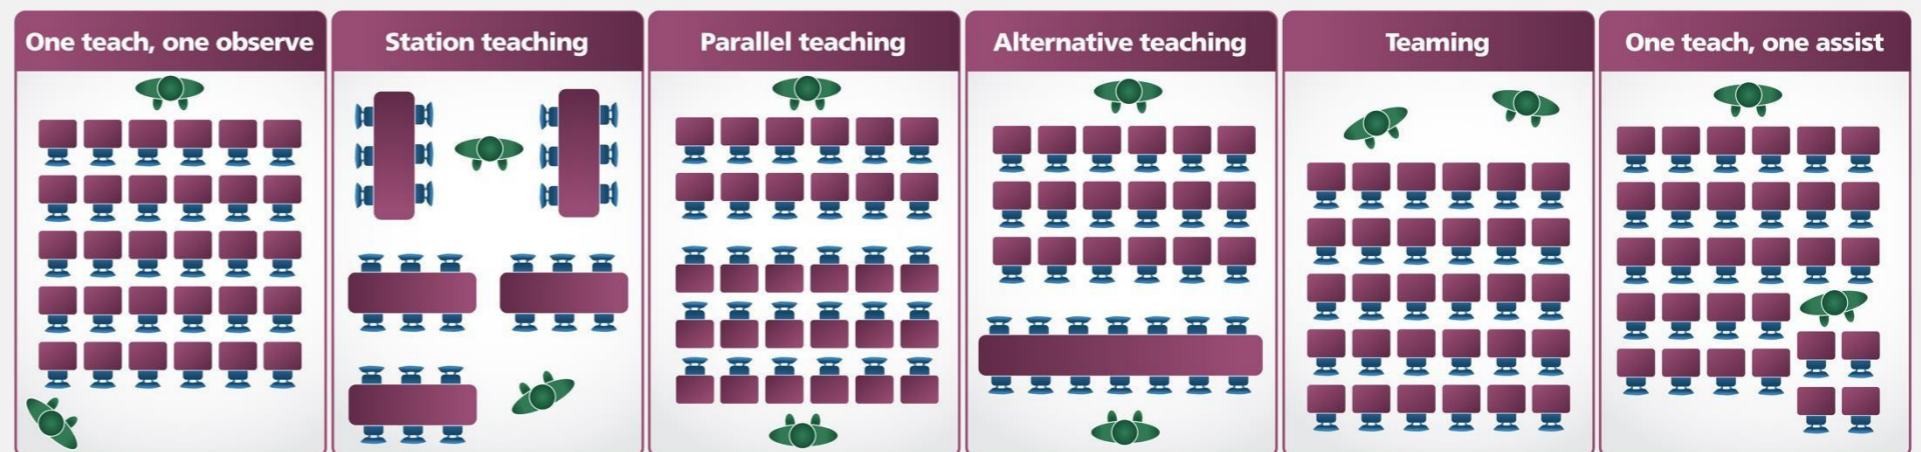 One teach, one observe
Station teaching
Parallel teaching
Alternative teaching
Teaming
One teach, one assist